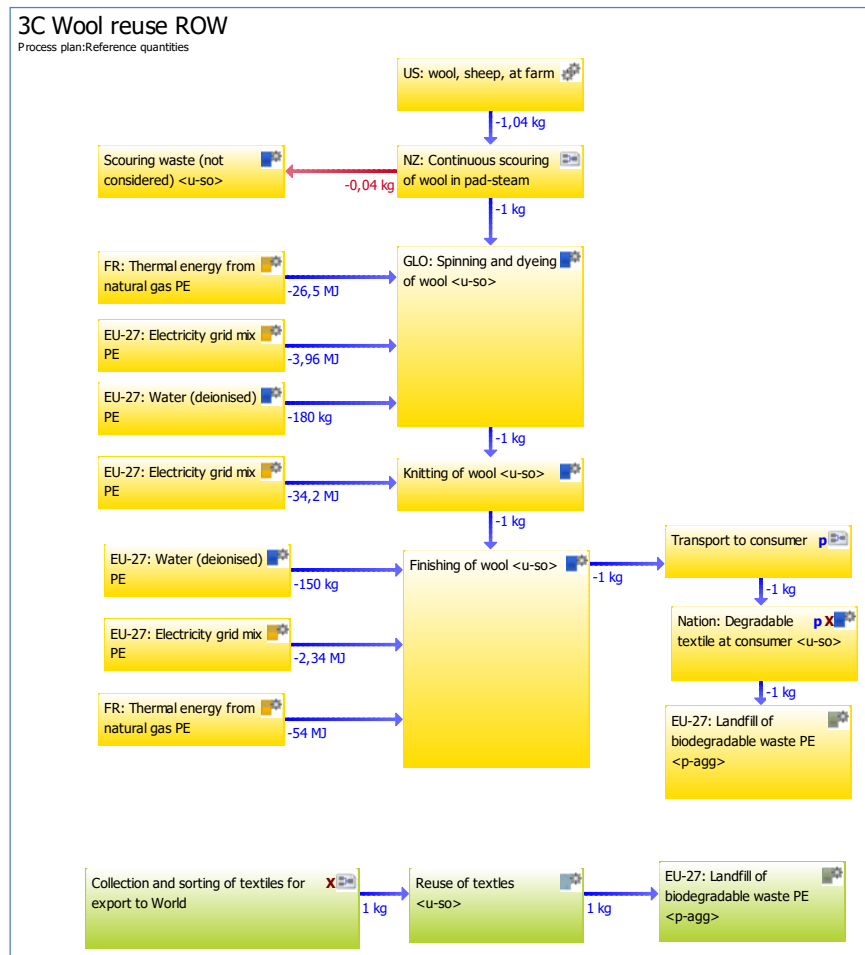 3C Wool reuse ROW
Process plan:Reference quantities
US: wool, sheep, at farm
-1,04 kg
Scouring waste (not
considered) <u-so>
-0,04 kg
NZ: Continuous scouring
of wool in pad-steam
-1 kg
FR: Thermal energy from
natural gas PE
-26,5 MJ
GLO: Spinning and dyeing
of wool <u-so>
EU-27: Electricity grid mix
PE
-3,96 MJ
EU-27: Water (deionised)
PE
-180 kg
-1 kg
EU-27: Electricity grid mix
PE
-34,2 MJ
Knitting of wool <u-so>
-1 kg
EU-27: Water (deionised)
PE
-150 kg
Finishing of wool <u-so>
-1 kg
Transport to consumer
p
-1 kg
EU-27: Electricity grid mix
PE
-2,34 MJ
Nation: Degradable
textile at consumer <u-so>
p X
-1 kg
FR: Thermal energy from
natural gas PE
-54 MJ
EU-27: Landfill of
biodegradable waste PE
<p-agg>
Collection and sorting of textiles for
export to World
X
1 kg
Reuse of textles
<u-so>
1 kg
EU-27: Landfill of
biodegradable waste PE
<p-agg>